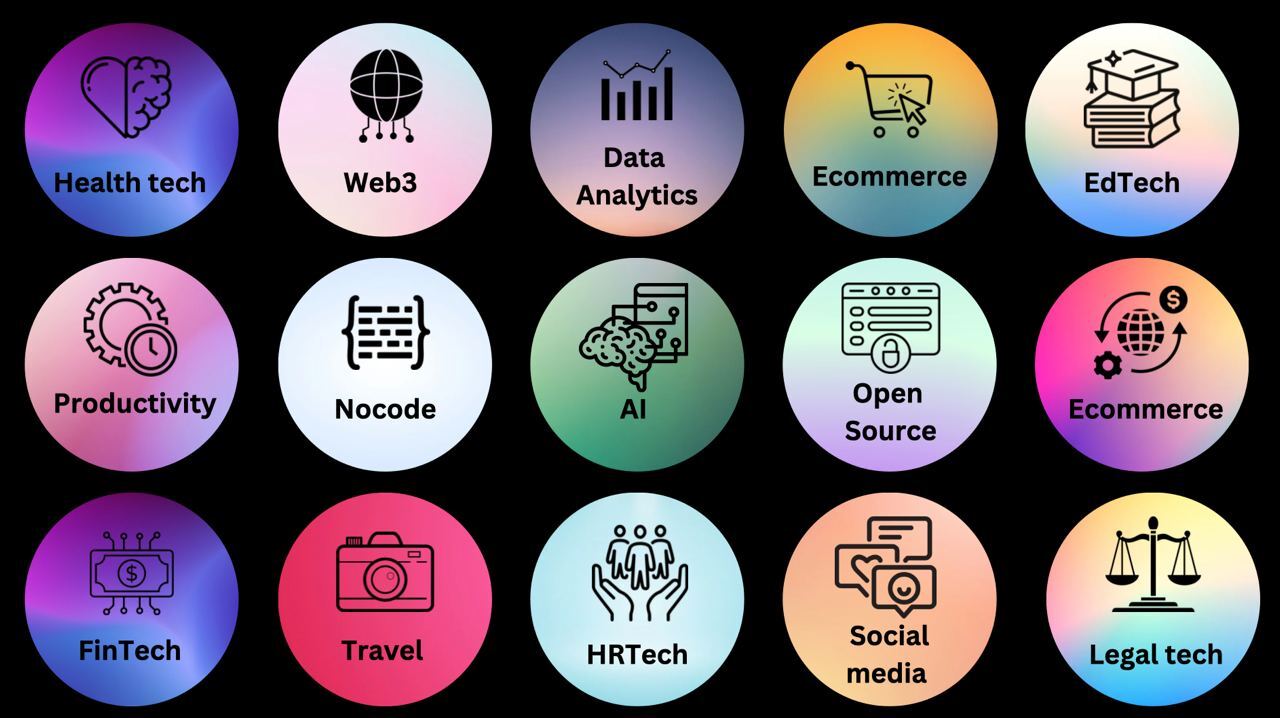 Health tech
Web3
Data
Analytics
Ecommerce
EdTech
Productivity
Nocode
AI
Open
Source
$
Ecommerce
$
FinTech
Travel
HRTech
Social
media
Legal tech